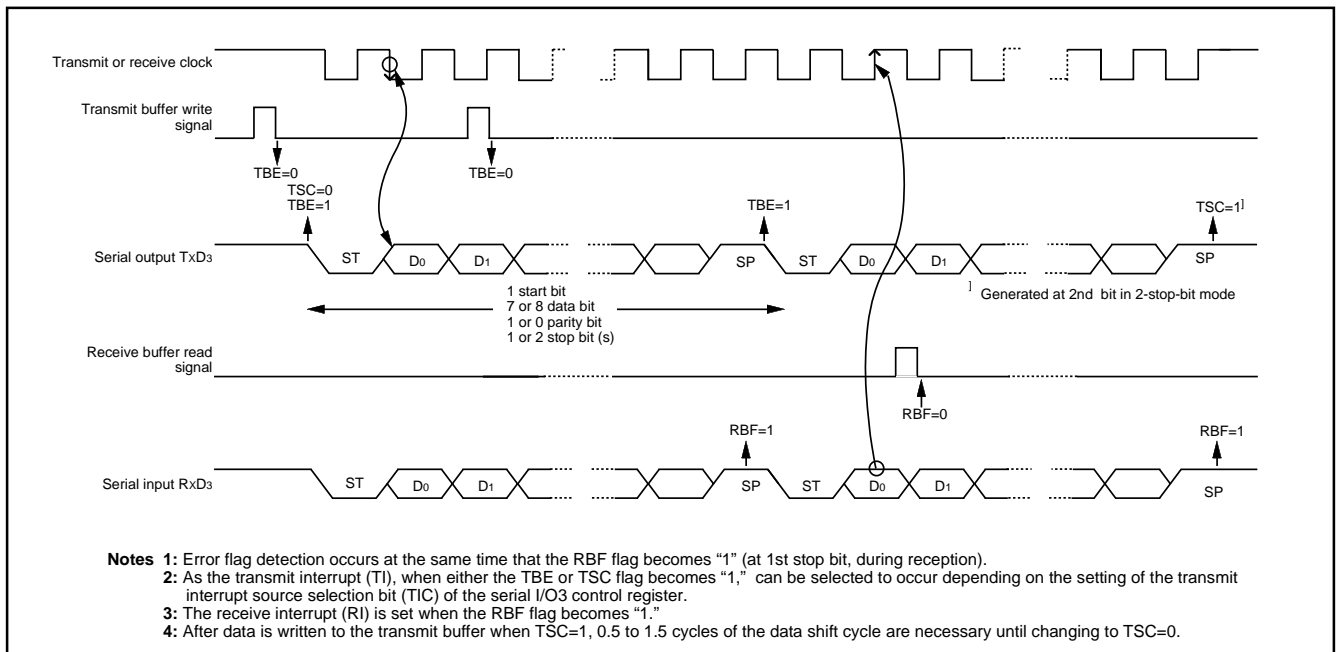 Transmit or receive clock
Transmit buffer write
signal
TBE=0
TBE=0
TSC=0
TBE=1
TBE=1
TSC=1]
Serial output TxD3
ST D0 D1 SP ST D0 D1 SP
] Generated at 2nd bit in 2-stop-bit mode
1 start bit
7 or 8 data bit
1 or 0 parity bit
1 or 2 stop bit (s)
Receive buffer read
signal
RBF=0
RBF=1
RBF=1
Serial input RxD3
ST D0 D1 SP ST D0 D1 SP
Notes 1: Error flag detection occurs at the same time that the RBF flag becomes “1” (at 1st stop bit, during reception).
2: As the transmit interrupt (TI), when either the TBE or TSC flag becomes “1,” can be selected to occur depending on the setting of the transmit
interrupt source selection bit (TIC) of the serial I/O3 control register.
3: The receive interrupt (RI) is set when the RBF flag becomes “1.”
4: After data is written to the transmit buffer when TSC=1, 0.5 to 1.5 cycles of the data shift cycle are necessary until changing to TSC=0.